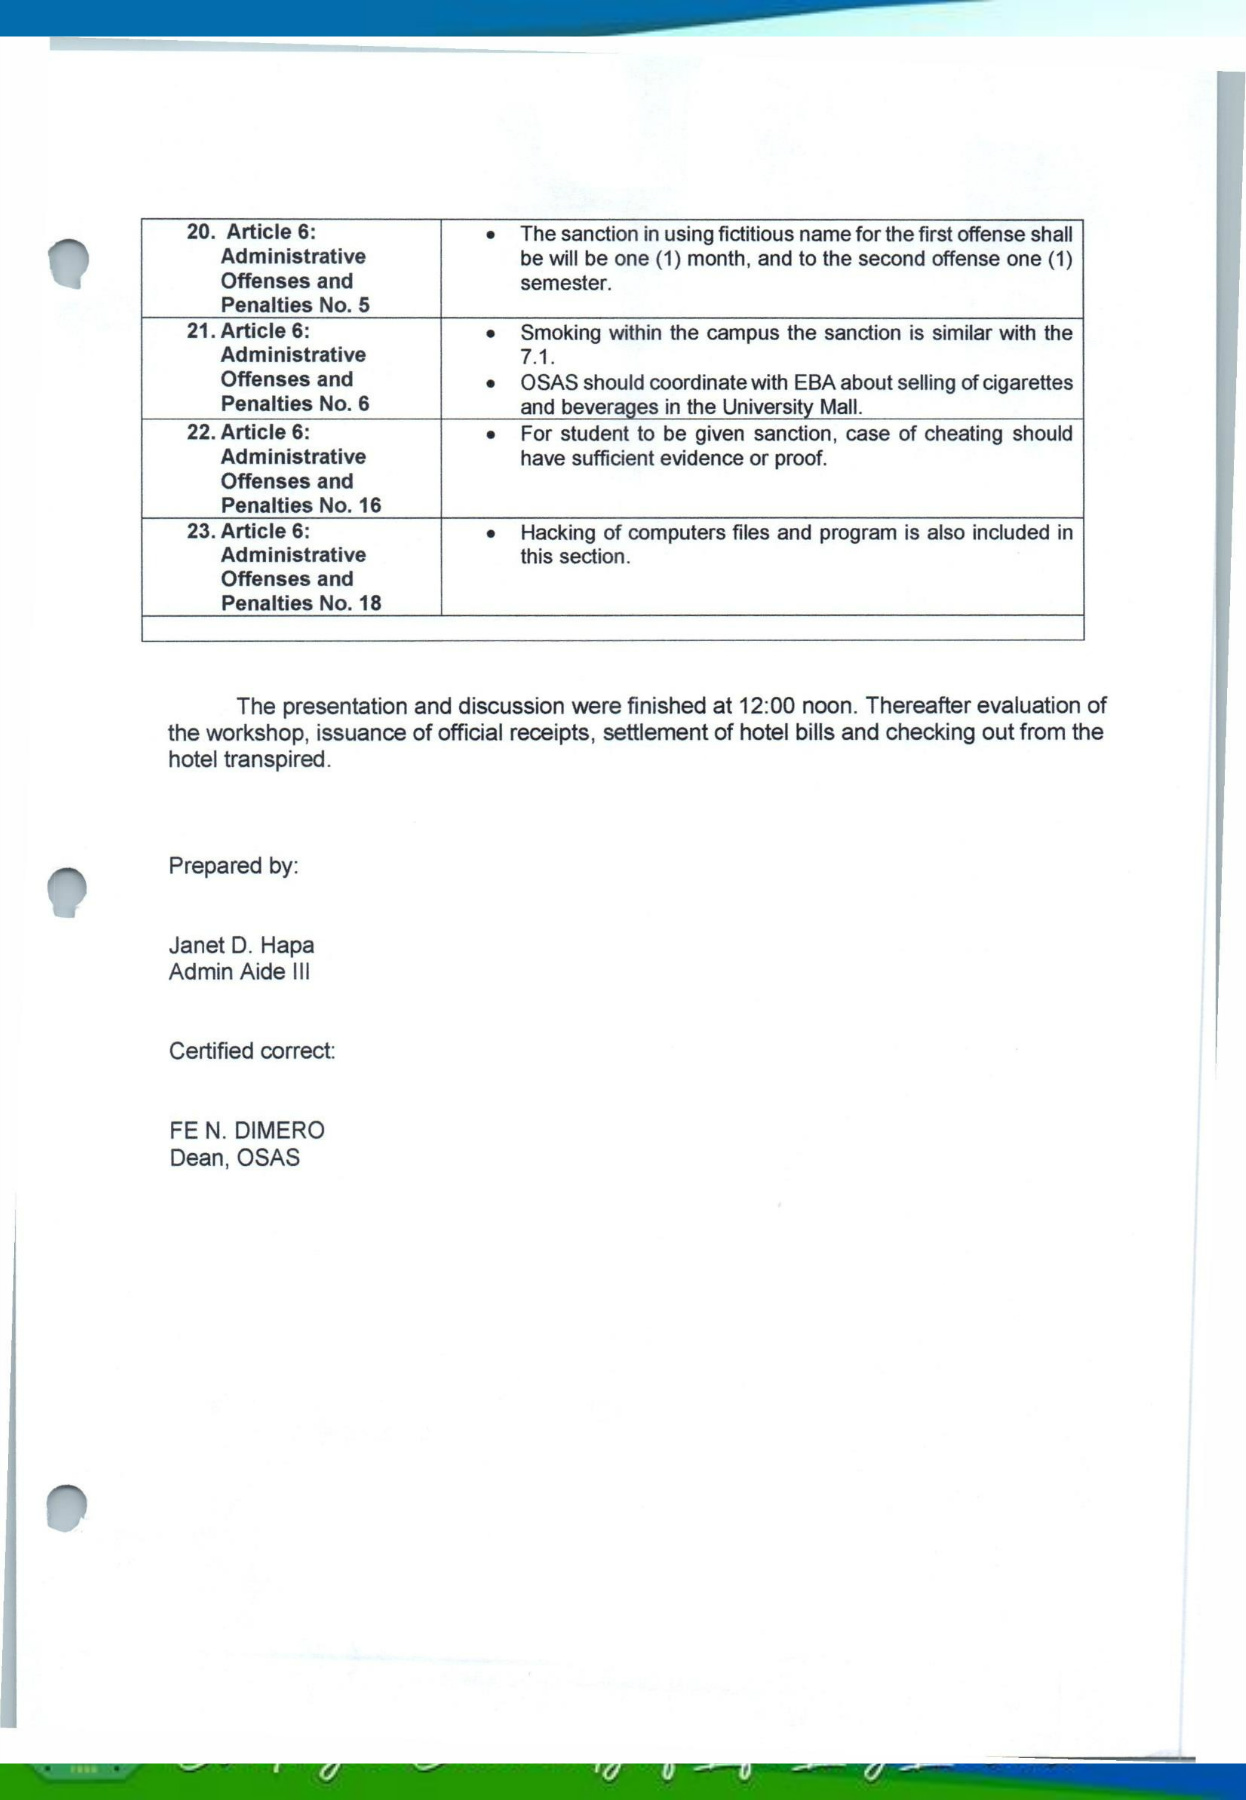 20. Article 6:
Administrative
Offenses and
Penalties No. 5
• The sanction in using fictitious name for the first offense shall
be will be one (1) month, and to the second offense one (1)
semester.
21. Article 6:
Administrative
Offenses and
Penalties No. 6
• Smoking within the campus the sanction is similar with the
7.1.
• OSAS should coordinate with EBA about selling of cigarettes
and beverages in the University Mall.
22. Article 6:
Administrative
Offenses and
Penalties No. 16
• For student to be given sanction, case of cheating should
have sufficient evidence or proof.
23. Article 6:
Administrative
Offenses and
Penalties No. 18
• Hacking of computers files and program is also included in
this section.
The presentation and discussion were finished at 12:00 noon. Thereafter evaluation of
the workshop, issuance of official receipts, settlement of hotel bills and checking out from the
hotel transpired.
Prepared by:
Janet D. Hapa
Admin Aide III
Certified correct:
FE N. DIMERO
Dean, OSAS